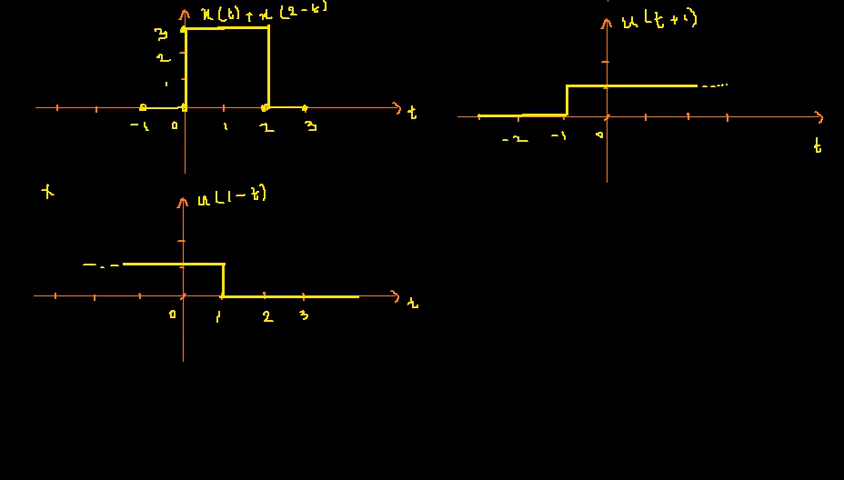 x(t) + x(2-t)
3
2
1
-1 0 1 2 3 t
u(t+1)
-2 -1 0 t
*
u(1-t)
0 1 2 3 t